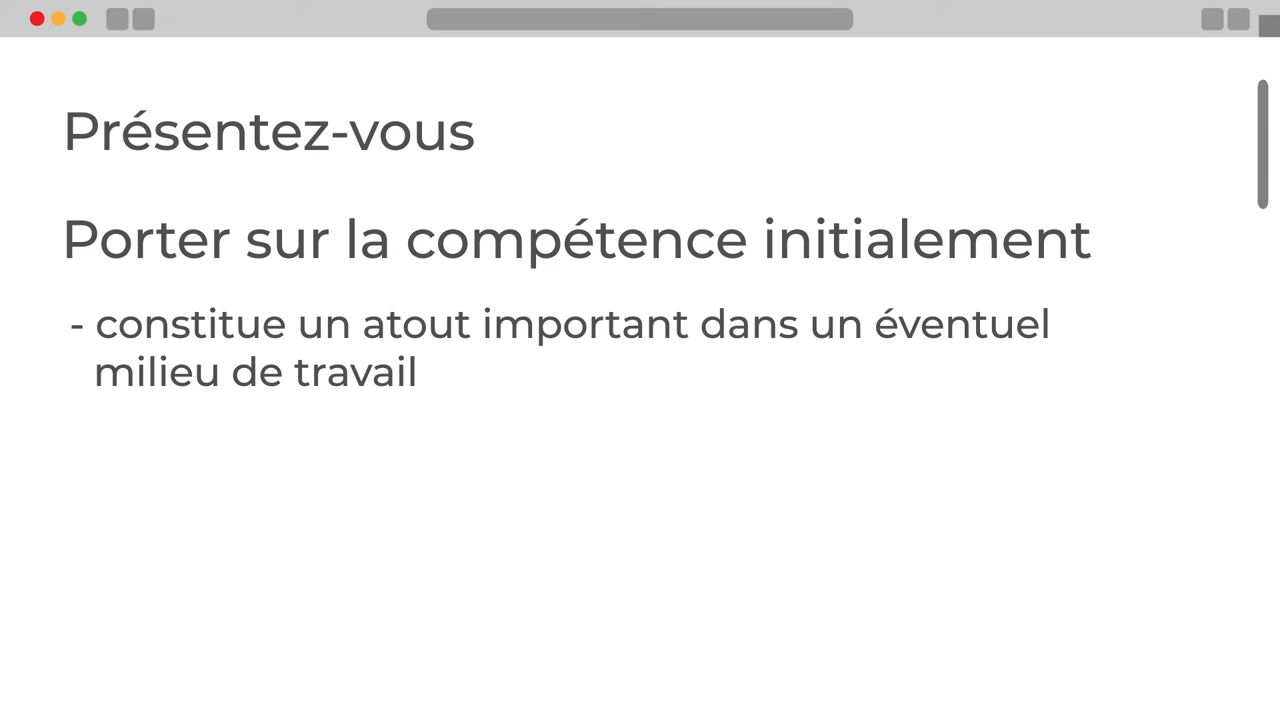 Présentez-vous
Porter sur la compétence initialement
- constitue un atout important dans un éventuel
milieu de travail